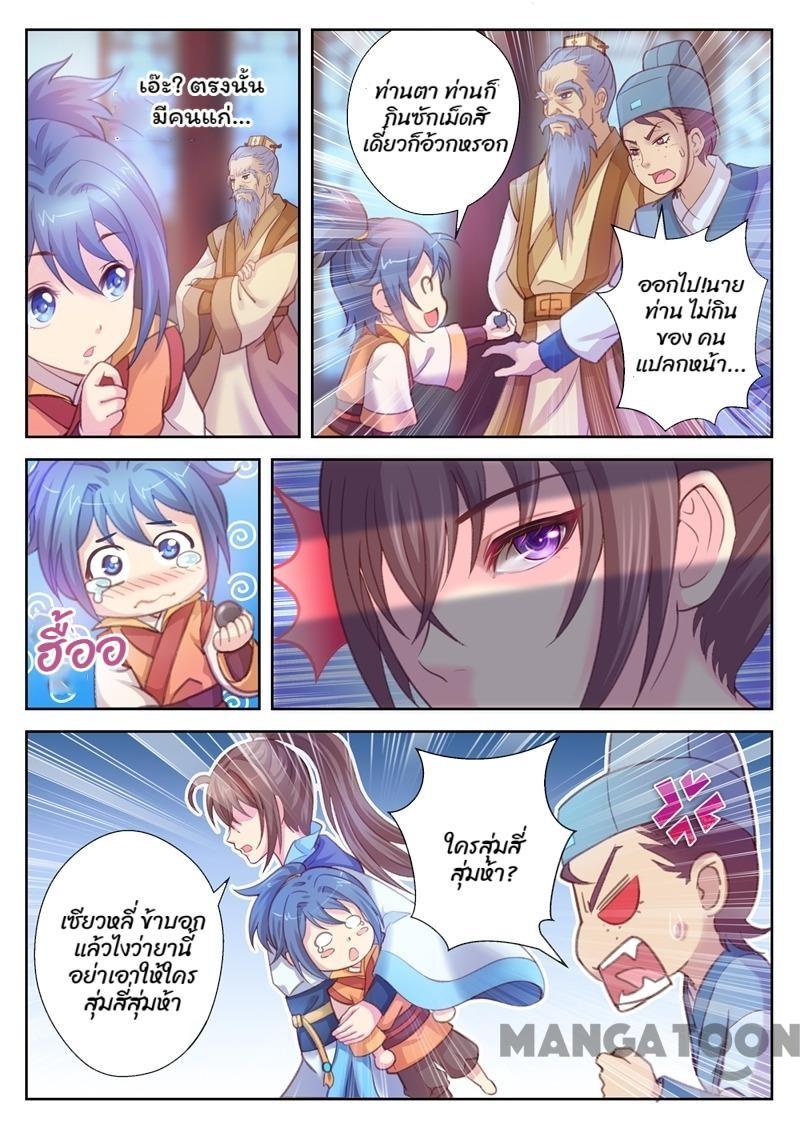 เอ๊ะ? ตรงนั้น
มีคนแก่...
ท่านตา ท่านก็
กินซักเม็ดสิ
เดี๋ยวก็อ้วกหรอก
ออกไป!นาย
ท่าน ไม่กิน
ของ คน
แปลกหน้า...
ฮื้ออ
ใครสุ่มสี่
สุ่มห้า?
เซียวหลี่ ข้าบอก
แล้วไงว่ายานี้
อย่าเอาให้ใคร
สุ่มสี่สุ่มห้า
MANGATOON